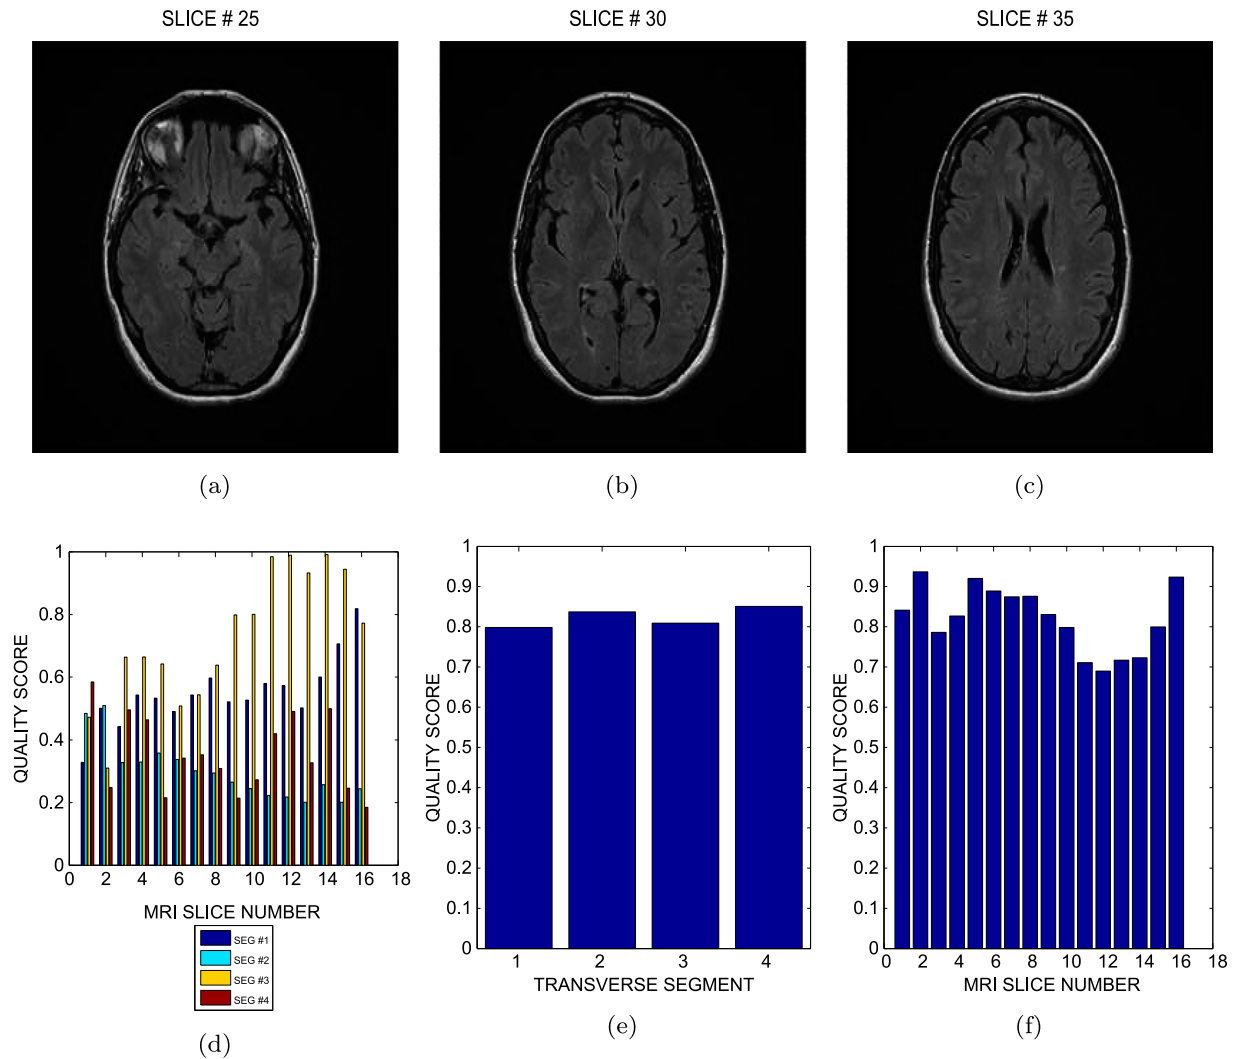 SLICE # 25
SLICE # 30
SLICE # 35
(a)
(b)
(c)
QUALITY SCORE
1
0.8
0.6
0.4
0.2
0
0 2 4 6 8 10 12 14 16 18
MRI SLICE NUMBER
SEG #1
SEG #2
SEG #3
SEG #4
(d)
QUALITY SCORE
1
0.9
0.8
0.7
0.6
0.5
0.4
0.3
0.2
0.1
0
1 2 3 4
TRANSVERSE SEGMENT
(e)
QUALITY SCORE
1
0.9
0.8
0.7
0.6
0.5
0.4
0.3
0.2
0.1
0
0 2 4 6 8 10 12 14 16 18
MRI SLICE NUMBER
(f)